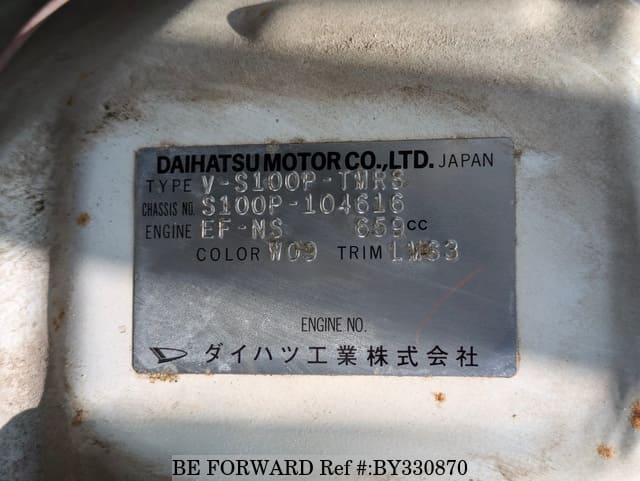 DAIHATSU MOTOR CO.,LTD. JAPAN
TYPE V-S100P-TMRS
CHASSIS NO. S100P-104616
ENGINE EF-NS 659cc
COLOR W09 TRIM LM63
ENGINE NO.
ダイハツ工業株式会社
BE FORWARD Ref #:BY330870